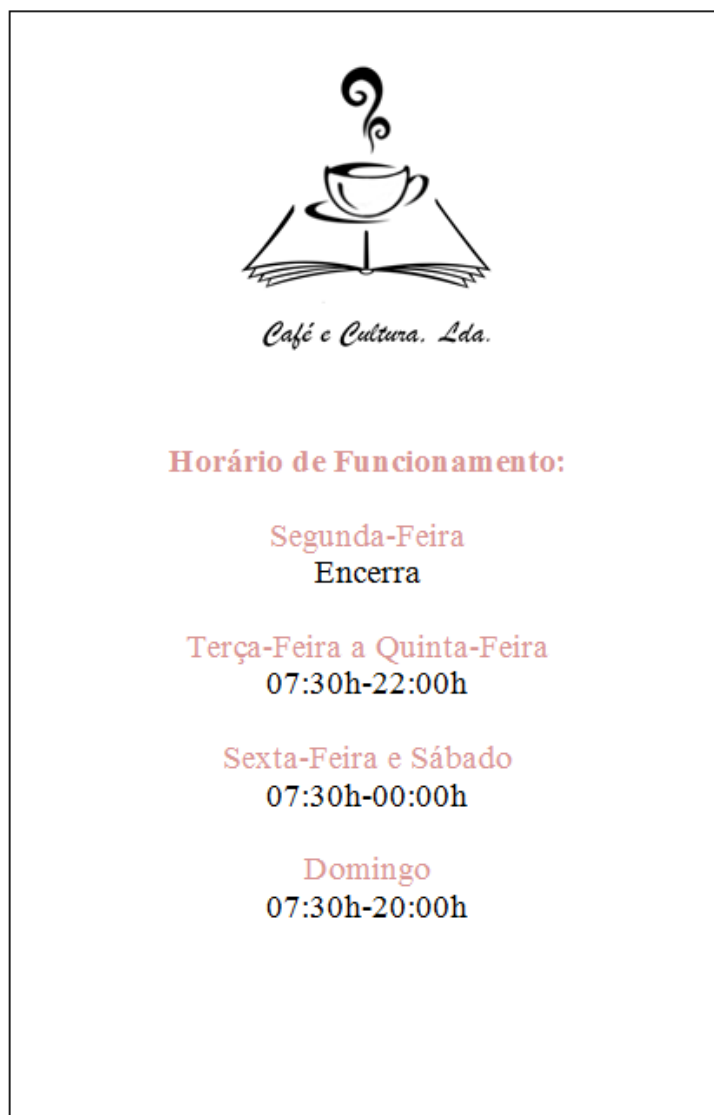 Café e Cultura, Lda.
Horário de Funcionamento:
Segunda-Feira
Encerra
Terça-Feira a Quinta-Feira
07:30h-22:00h
Sexta-Feira e Sábado
07:30h-00:00h
Domingo
07:30h-20:00h